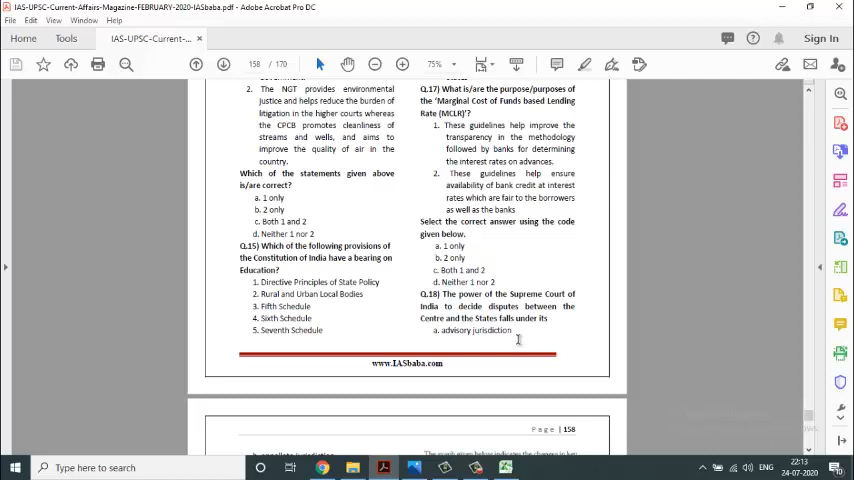 IAS-UPSC-Current-Affairs-Magazine-FEBRUARY-2020-IASbaba.pdf - Adobe Acrobat Pro DC
File Edit View Window Help
Home Tools IAS-UPSC-Current-... × Sign In
158 / 170 75%
2. The NGT provides environmental
justice and helps reduce the burden of
litigation in the higher courts whereas
the CPCB promotes cleanliness of
streams and wells, and aims to
improve the quality of air in the
country.
Which of the statements given above
is/are correct?
a. 1 only
b. 2 only
c. Both 1 and 2
d. Neither 1 nor 2
Q.15) Which of the following provisions of
the Constitution of India have a bearing on
Education?
1. Directive Principles of State Policy
2. Rural and Urban Local Bodies
3. Fifth Schedule
4. Sixth Schedule
5. Seventh Schedule
Q.17) What is/are the purpose/purposes of
the ‘Marginal Cost of Funds based Lending
Rate (MCLR)’?
1. These guidelines help improve the
transparency in the methodology
followed by banks for determining
the interest rates on advances.
2. These guidelines help ensure
availability of bank credit at interest
rates which are fair to the borrowers
as well as the banks
Select the correct answer using the code
given below.
a. 1 only
b. 2 only
c. Both 1 and 2
d. Neither 1 nor 2
Q.18) The power of the Supreme Court of
India to decide disputes between the
Centre and the States falls under its
a. advisory jurisdiction
www.IASbaba.com
Page | 158
Type here to search
ENG
22:13
24-07-2020